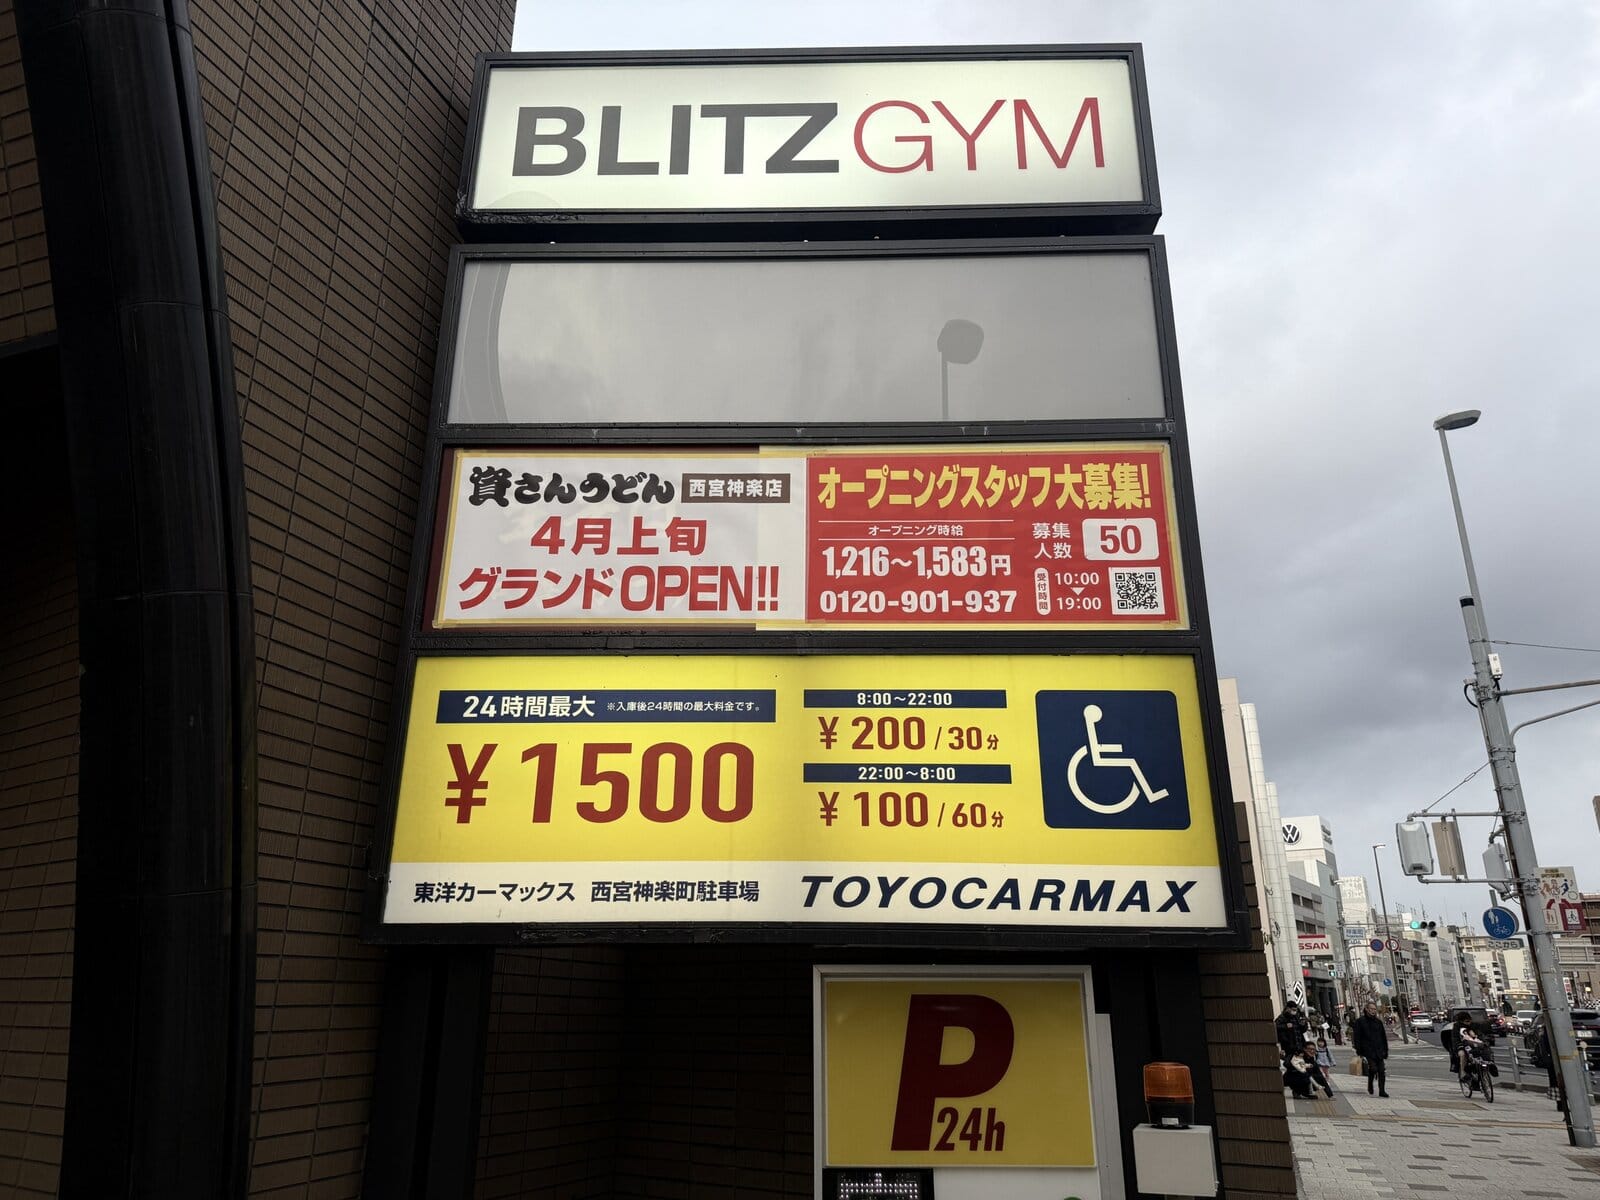 BLITZGYM
資さんうどん 西宮神楽店
4月上旬
グランドOPEN!!
オープニングスタッフ大募集!
オープニング時給
1,216～1,583円
0120-901-937
募集人数 50
受付時間 10:00
19:00
24時間最大 ※入庫後24時間の最大料金です。
￥1500
8:00～22:00
￥200/30分
22:00～8:00
￥100/60分
東洋カーマックス 西宮神楽町駐車場 TOYOCARMAX
P
24h
NISSAN
ここから